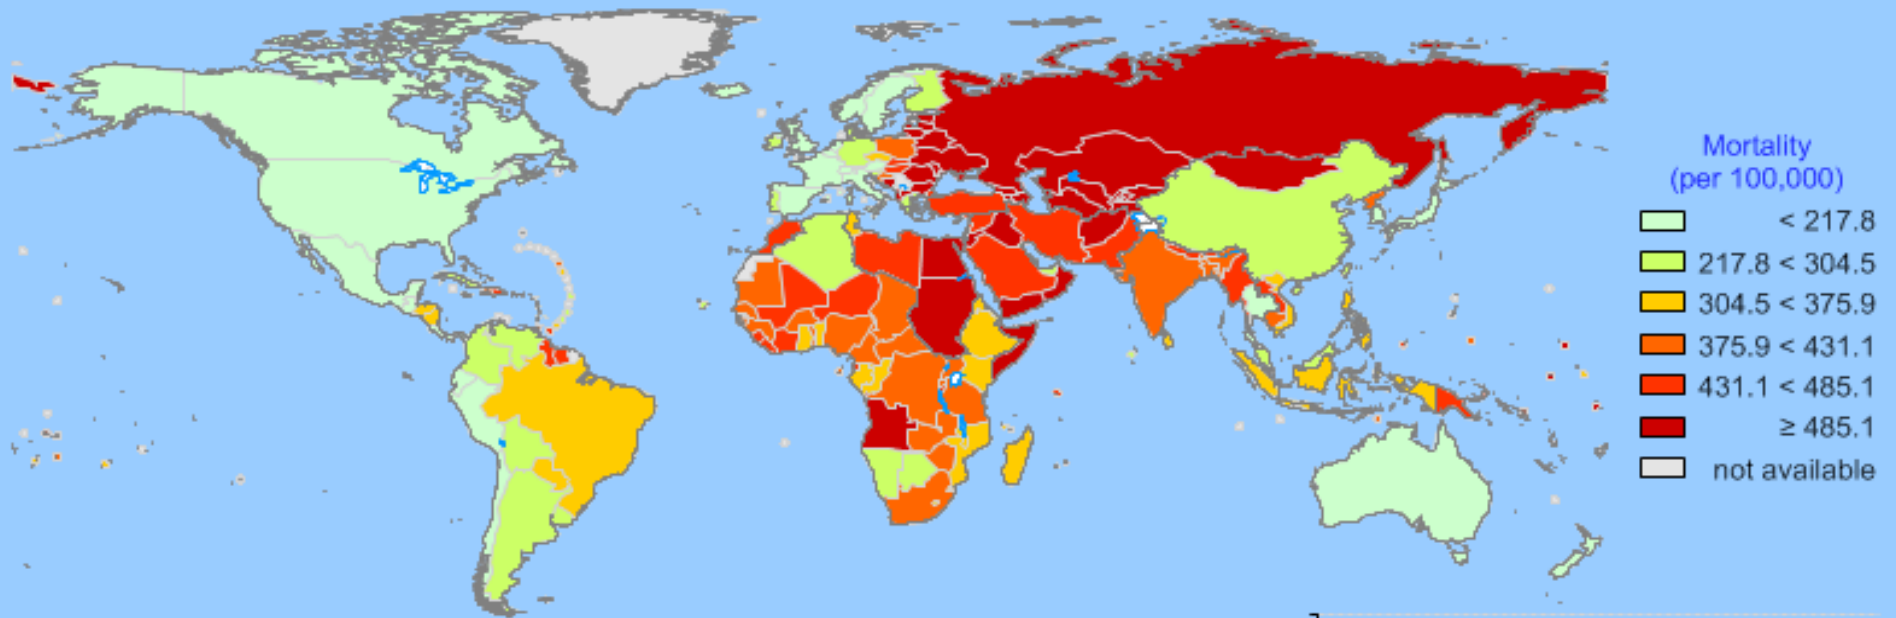 Mortality
(per 100,000)
< 217.8
217.8 < 304.5
304.5 < 375.9
375.9 < 431.1
431.1 < 485.1
≥ 485.1
not available